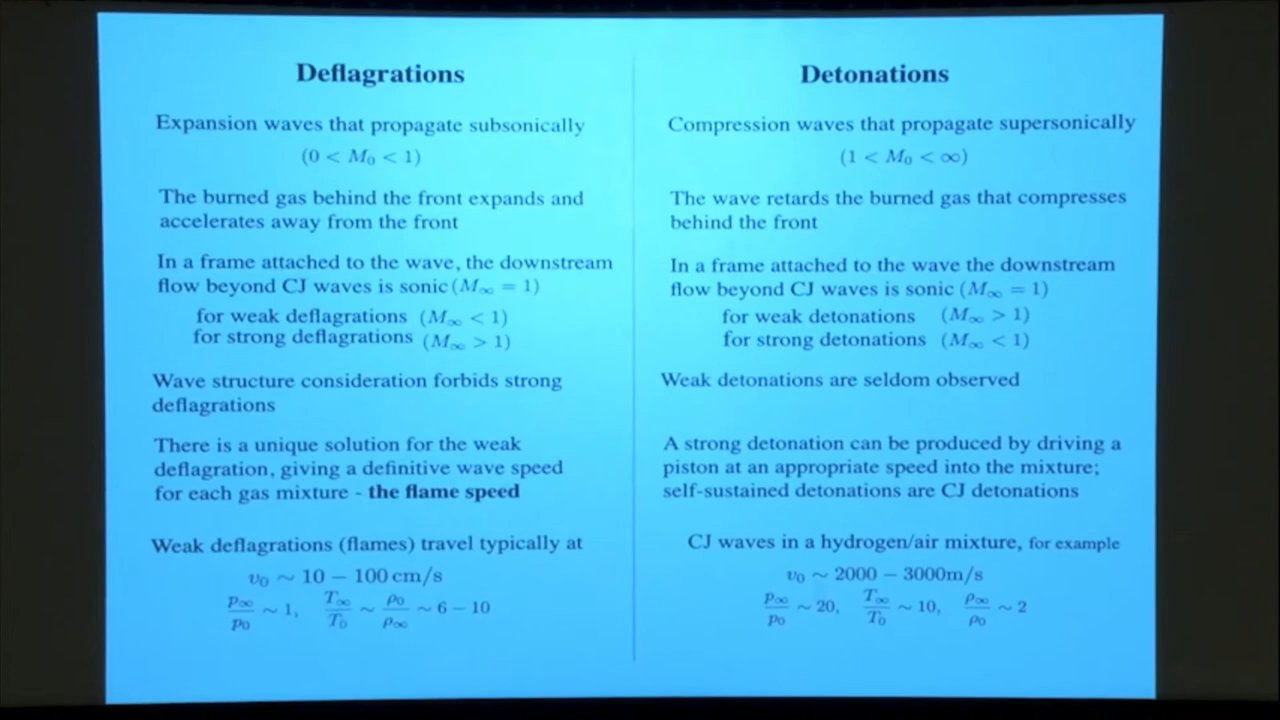 Deflagrations
Expansion waves that propagate subsonically
(0 < M₀ < 1)
The burned gas behind the front expands and
accelerates away from the front
In a frame attached to the wave, the downstream
flow beyond CJ waves is sonic (M∞ = 1)
for weak deflagrations (M∞ < 1)
for strong deflagrations (M∞ > 1)
Wave structure consideration forbids strong
deflagrations
There is a unique solution for the weak
deflagration, giving a definitive wave speed
for each gas mixture - the flame speed
Weak deflagrations (flames) travel typically at
v₀ ~ 10 – 100 cm/s
p∞/p₀ ~ 1, T∞/T₀ ~ ρ₀/ρ∞ ~ 6 – 10
Detonations
Compression waves that propagate supersonically
(1 < M₀ < ∞)
The wave retards the burned gas that compresses
behind the front
In a frame attached to the wave the downstream
flow beyond CJ waves is sonic (M∞ = 1)
for weak detonations (M∞ > 1)
for strong detonations (M∞ < 1)
Weak detonations are seldom observed
A strong detonation can be produced by driving a
piston at an appropriate speed into the mixture;
self-sustained detonations are CJ detonations
CJ waves in a hydrogen/air mixture, for example
v₀ ~ 2000 – 3000m/s
p∞/p₀ ~ 20, T∞/T₀ ~ 10, ρ∞/ρ₀ ~ 2